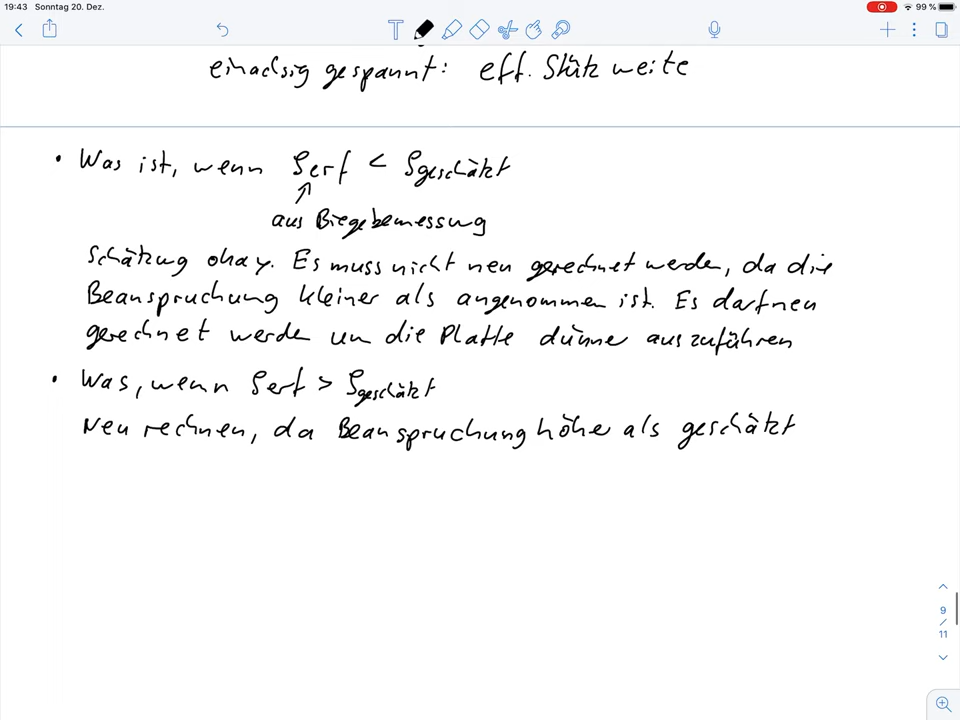 19:43 Sonntag 20. Dez.
99 %
einachsig gespannt: eff. Stützweite
• Was ist, wenn ρerf < ρgeschätzt
↑
aus Biegebemessung
Schätzung okay. Es muss nicht neu gerechnet werden, da die
Beanspruchung kleiner als angenommen ist. Es darf neu
gerechnet werden um die Platte dünner auszuführen
• Was, wenn ρerf > ρgeschätzt
Neu rechnen, da Beanspruchung höher als geschätzt
9
/
11